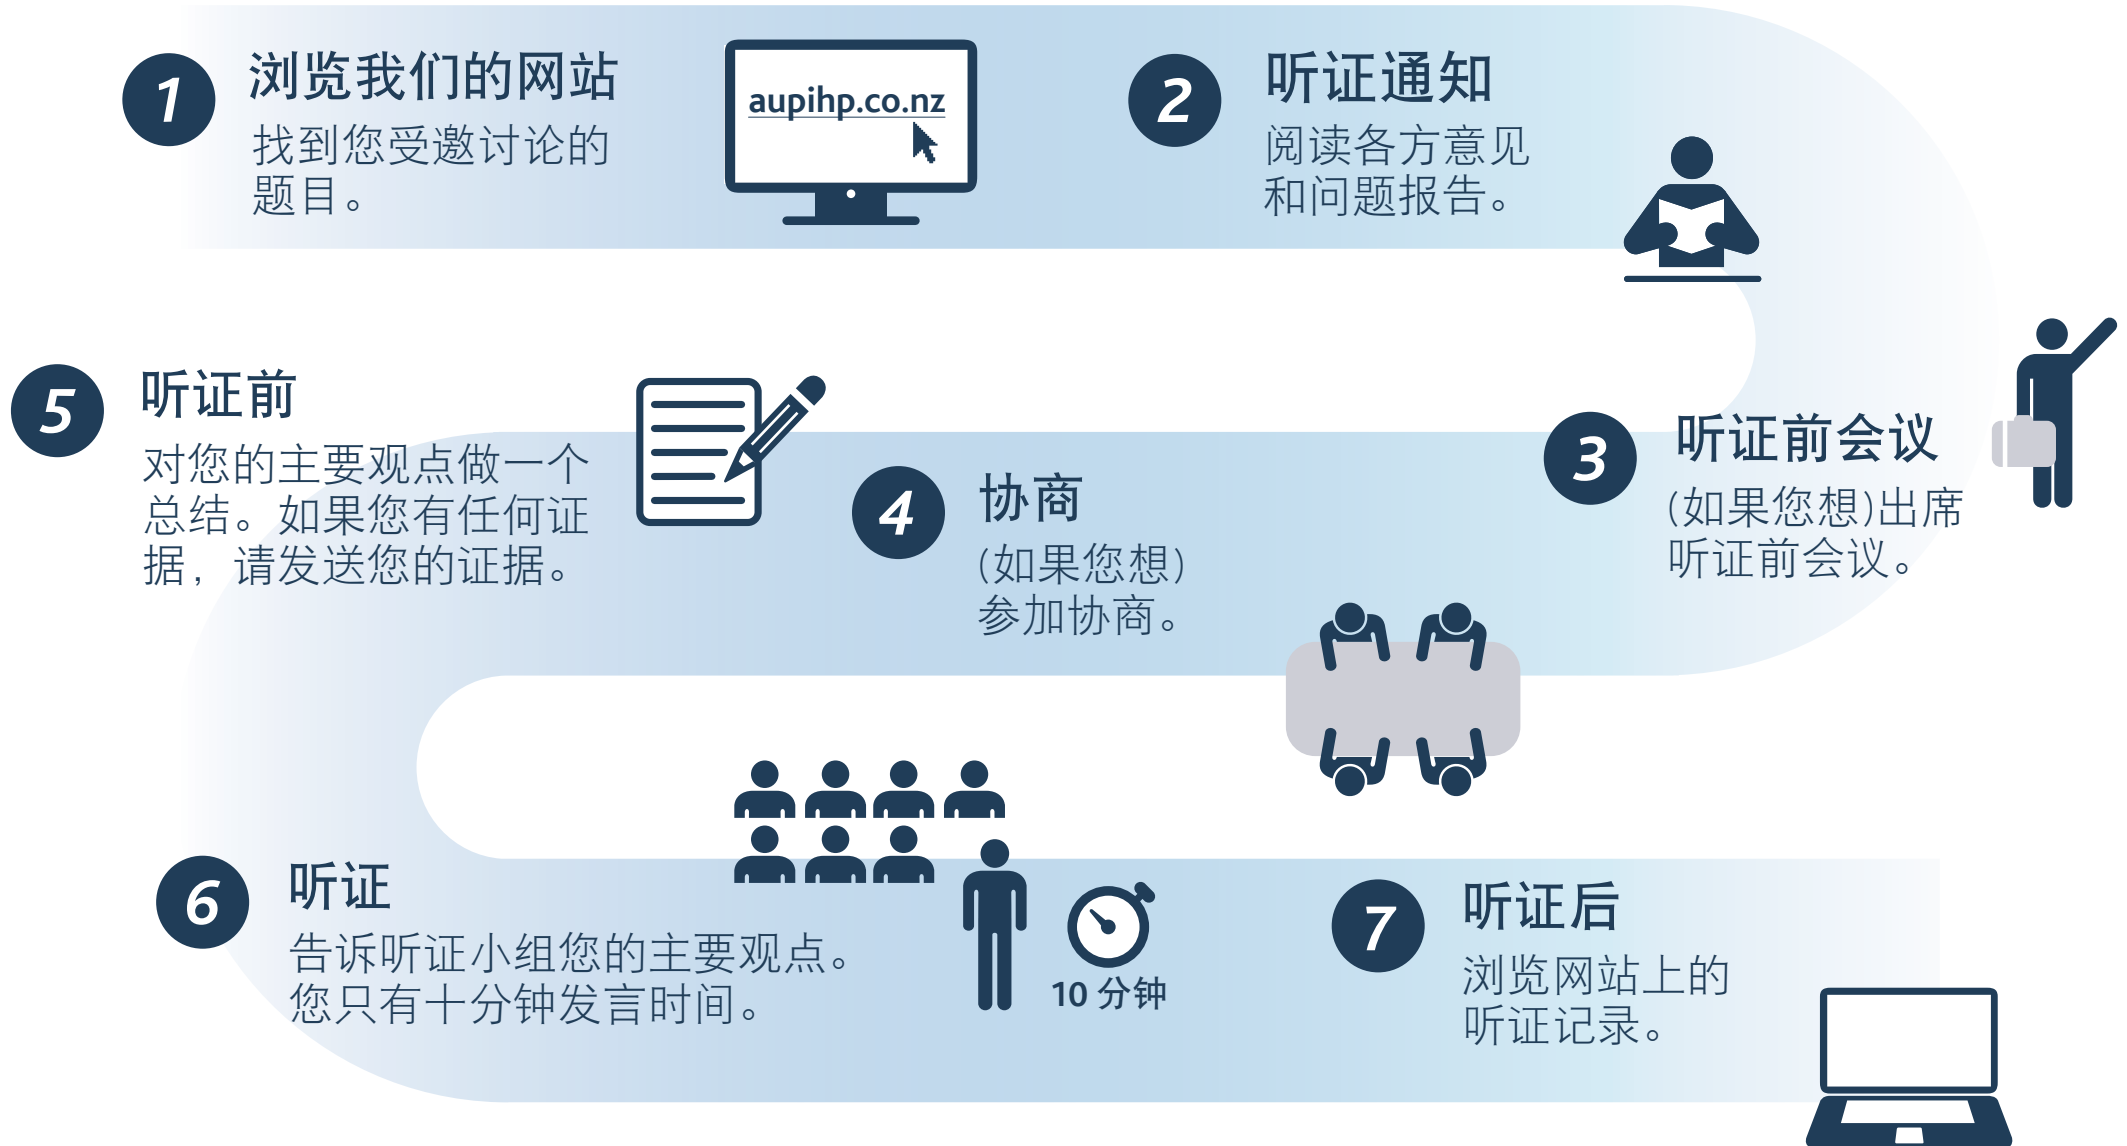 1
浏览我们的网站
找到您受邀讨论的
题目。
aupihp.co.nz
2
听证通知
阅读各方意见
和问题报告。
3
听证前会议
(如果您想)出席
听证前会议。
4
协商
(如果您想)
参加协商。
5
听证前
对您的主要观点做一个
总结。如果您有任何证
据，请发送您的证据。
6
听证
告诉听证小组您的主要观点。
您只有十分钟发言时间。
10 分钟
7
听证后
浏览网站上的
听证记录。